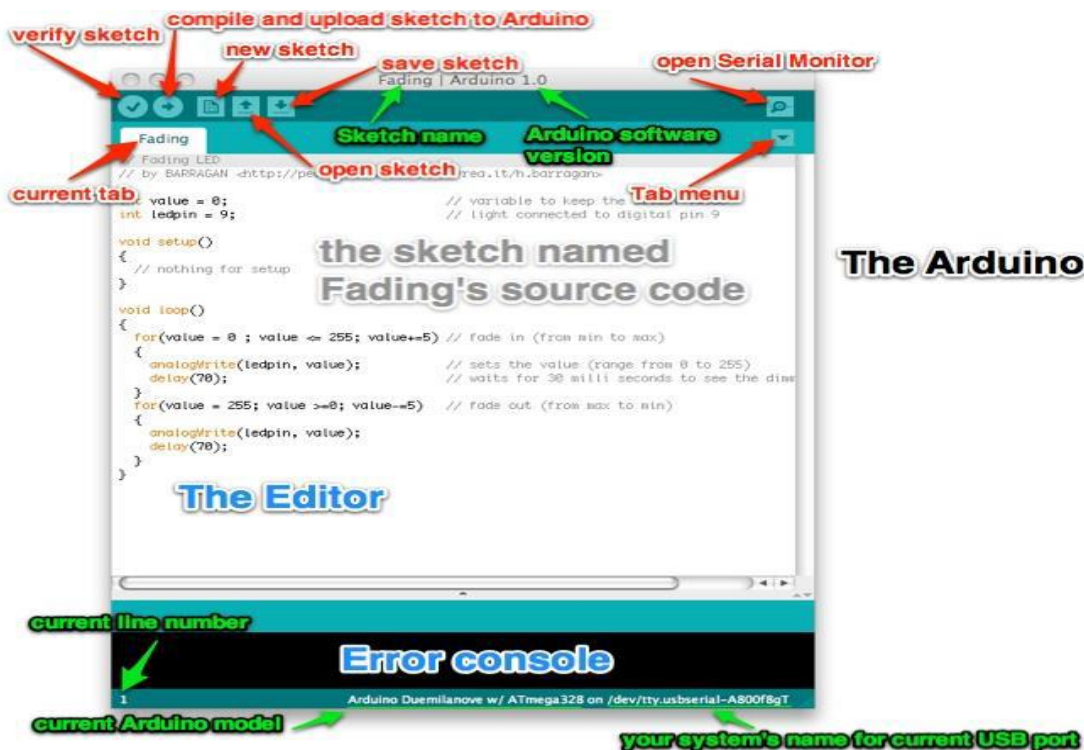 compile and upload sketch to Arduino
verify sketch
new sketch
save sketch
open Serial Monitor
Fading | Arduino 1.0
Sketch name
Arduino software
version
Fading
open sketch
current tab
Tab menu
// Fading LED
// by BARRAGAN <http://pe rea.it/h.barragan>
value = 0; // variable to keep the
int ledpin = 9; // light connected to digital pin 9
void setup()
{
// nothing for setup
}
the sketch named
Fading's source code
The Arduino
void loop()
{
for(value = 0 ; value <= 255; value+=5) // fade in (from min to max)
{
analogWrite(ledpin, value); // sets the value (range from 0 to 255)
delay(70); // waits for 30 milli seconds to see the dimm
}
for(value = 255; value >=0; value-=5) // fade out (from max to min)
{
analogWrite(ledpin, value);
delay(70);
}
}
The Editor
current line number
Error console
1
Arduino Duemilanove w/ ATmega328 on /dev/tty.usbserial-A800f8gT
current Arduino model
your system's name for current USB port